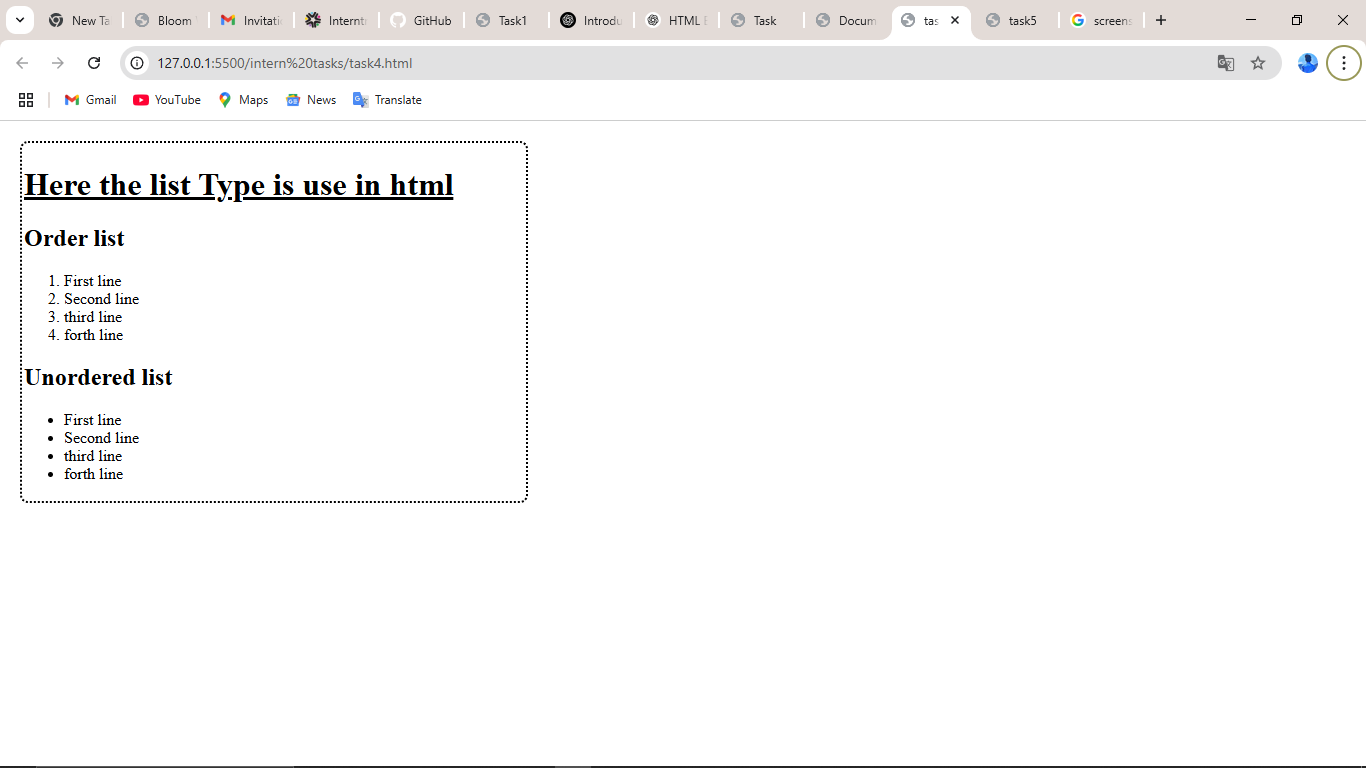 New Ta
Bloom
Invitati
Interntr
GitHub
Task1
Introdu
HTML E
Task
Docum
tas
task5
screens
127.0.0.1:5500/intern%20tasks/task4.html
Gmail
YouTube
Maps
News
Translate
Here the list Type is use in html
Order list
1. First line
2. Second line
3. third line
4. forth line
Unordered list
• First line
• Second line
• third line
• forth line